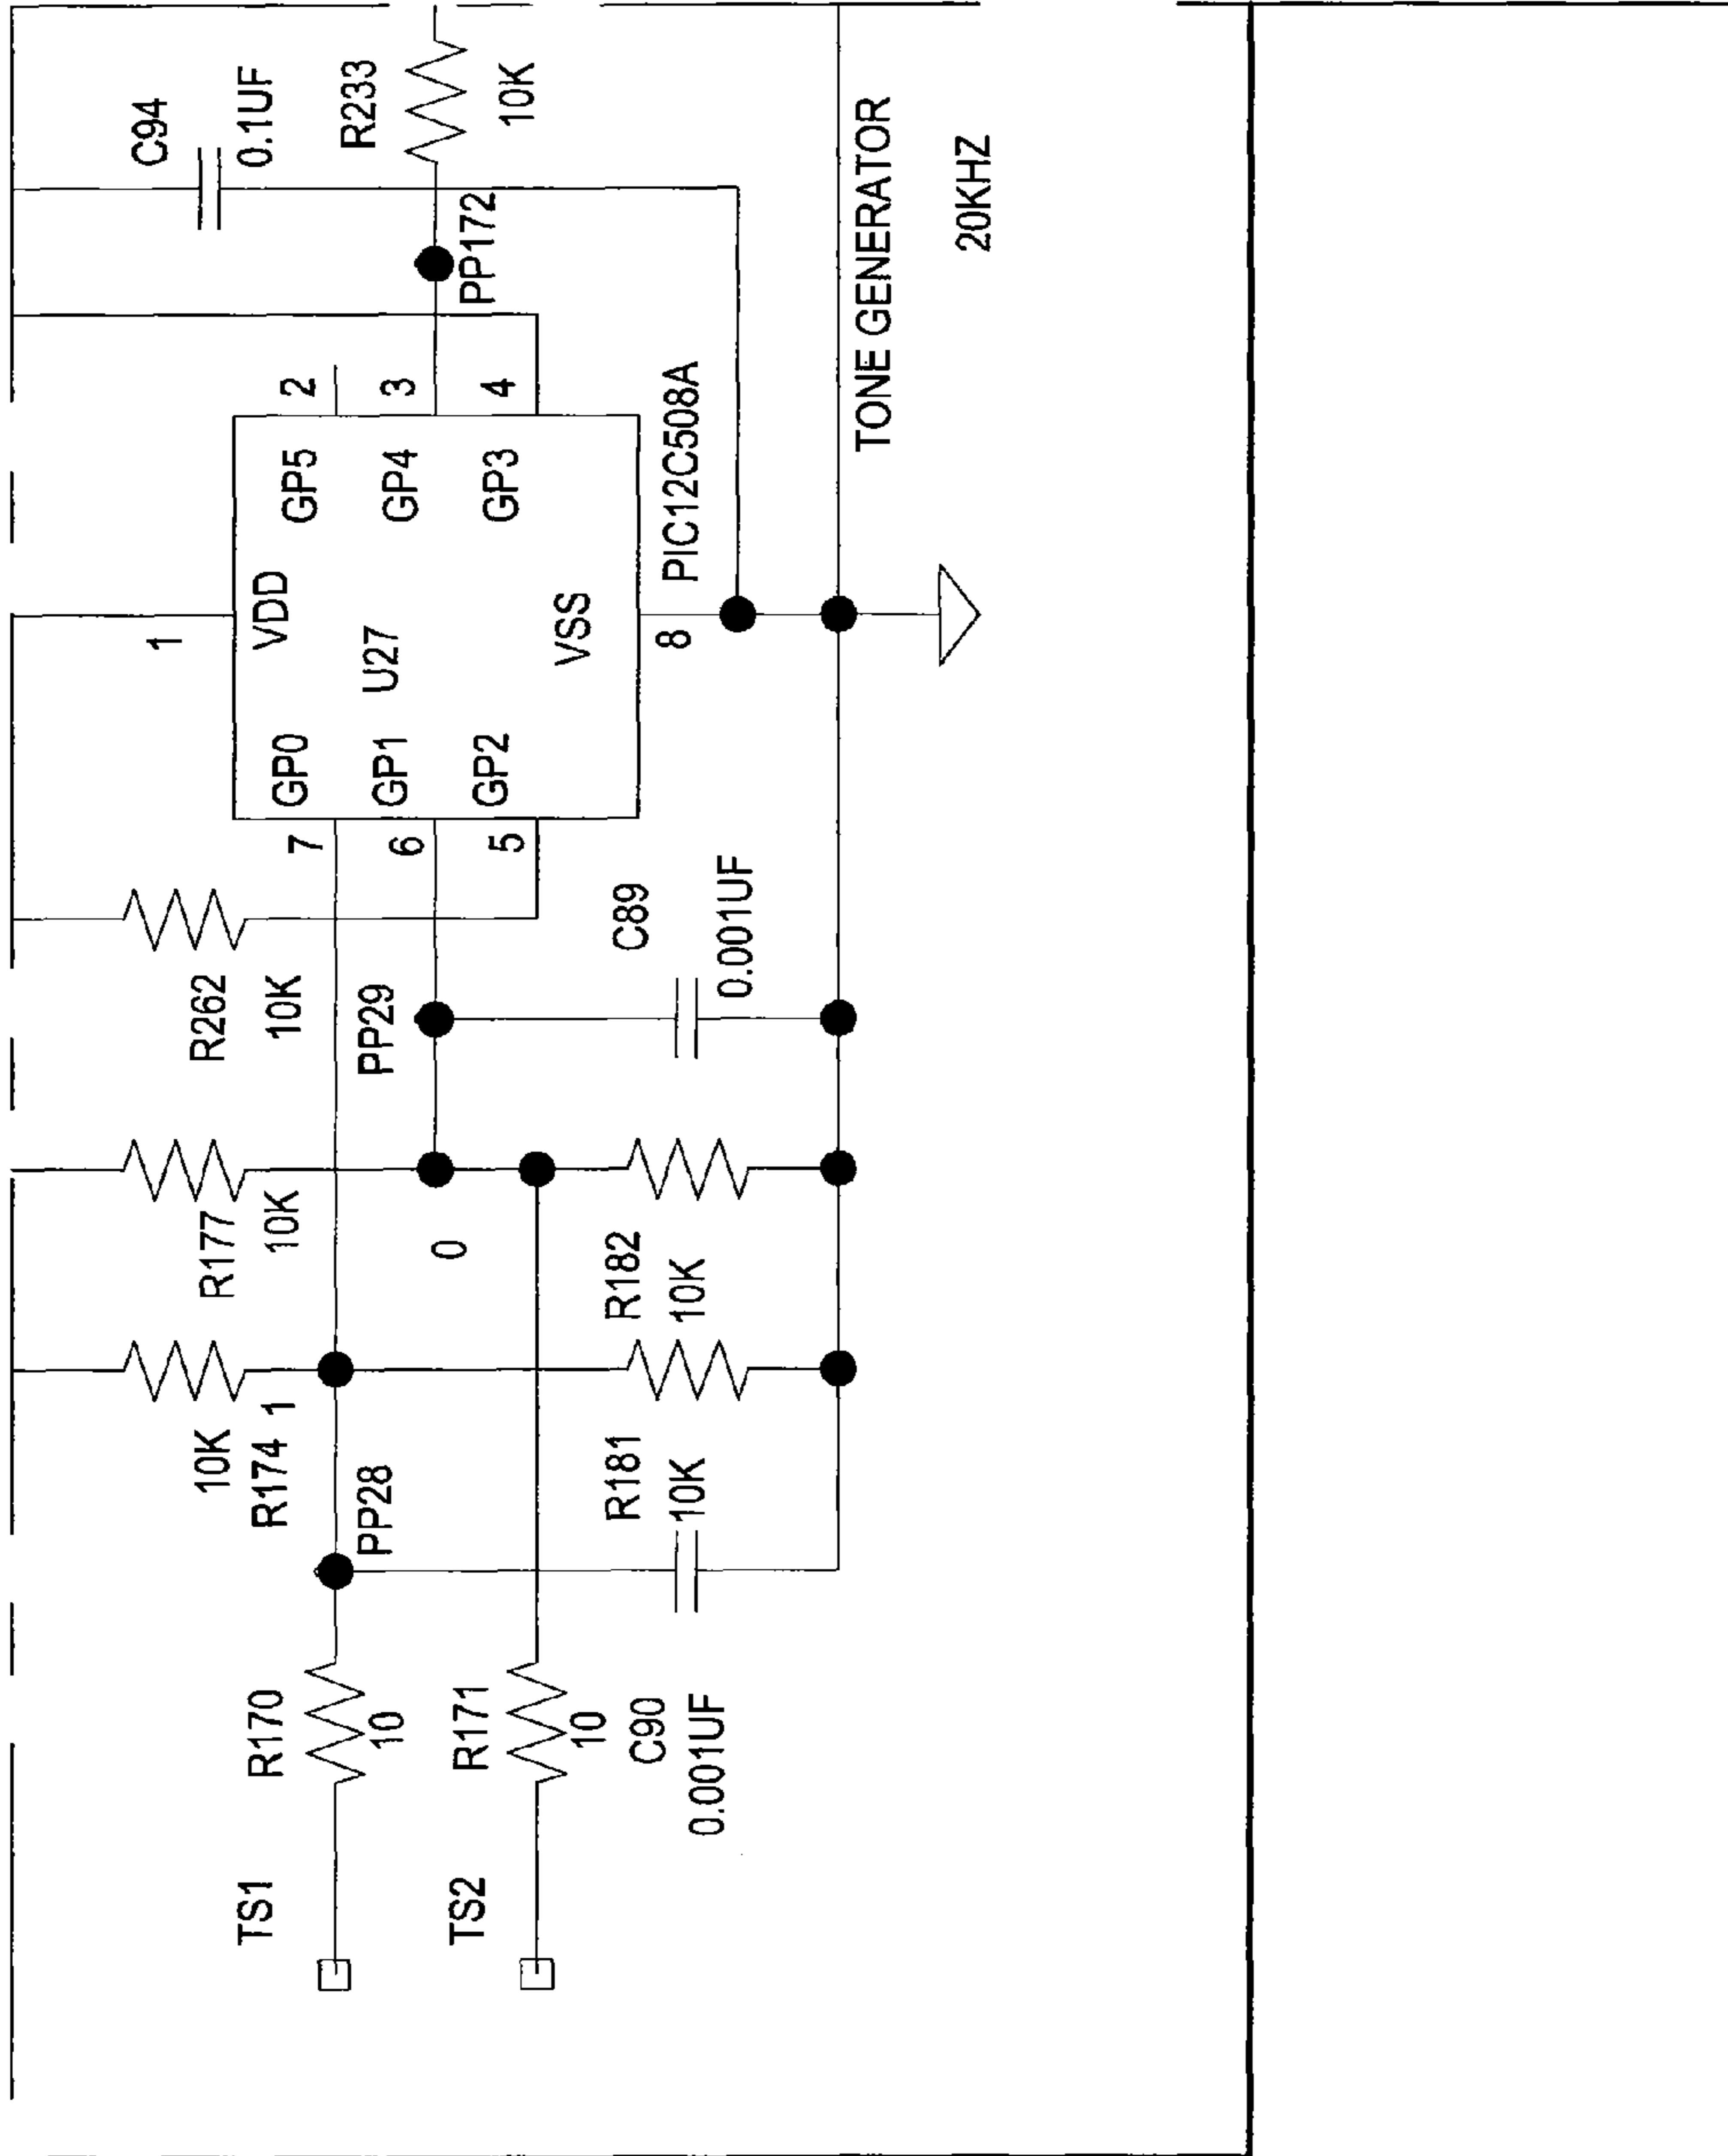 C94
0.1UF
R233
10K
PP172
2
3
4
GP5
GP4
GP3
PIC12C508A
TONE GENERATOR
20KHZ
1
VDD
U27
VSS
8
GP0
GP1
GP2
7
6
5
R262
10K
PP29
C89
0.001UF
R177
10K
0
R182
10K
10K
R174
1
PP28
R181
10K
R170
10
R171
10
C90
0.001UF
TS1
TS2